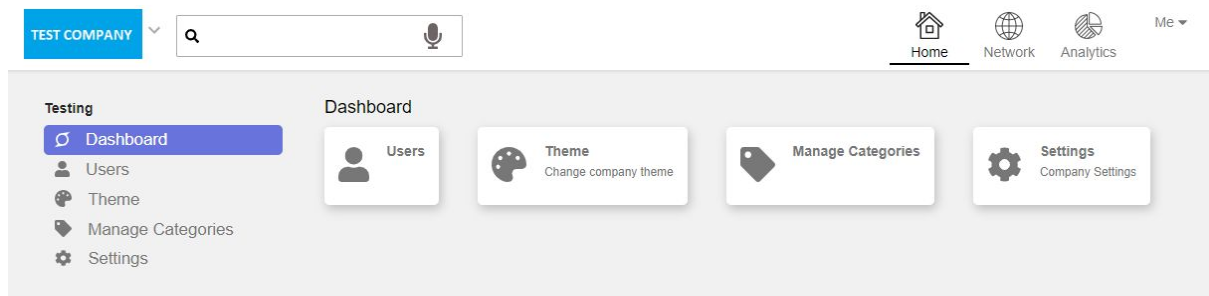 TEST COMPANY
Home
Network
Analytics
Me
Testing
Dashboard
Users
Theme
Manage Categories
Settings
Dashboard
Users
Theme
Change company theme
Manage Categories
Settings
Company Settings